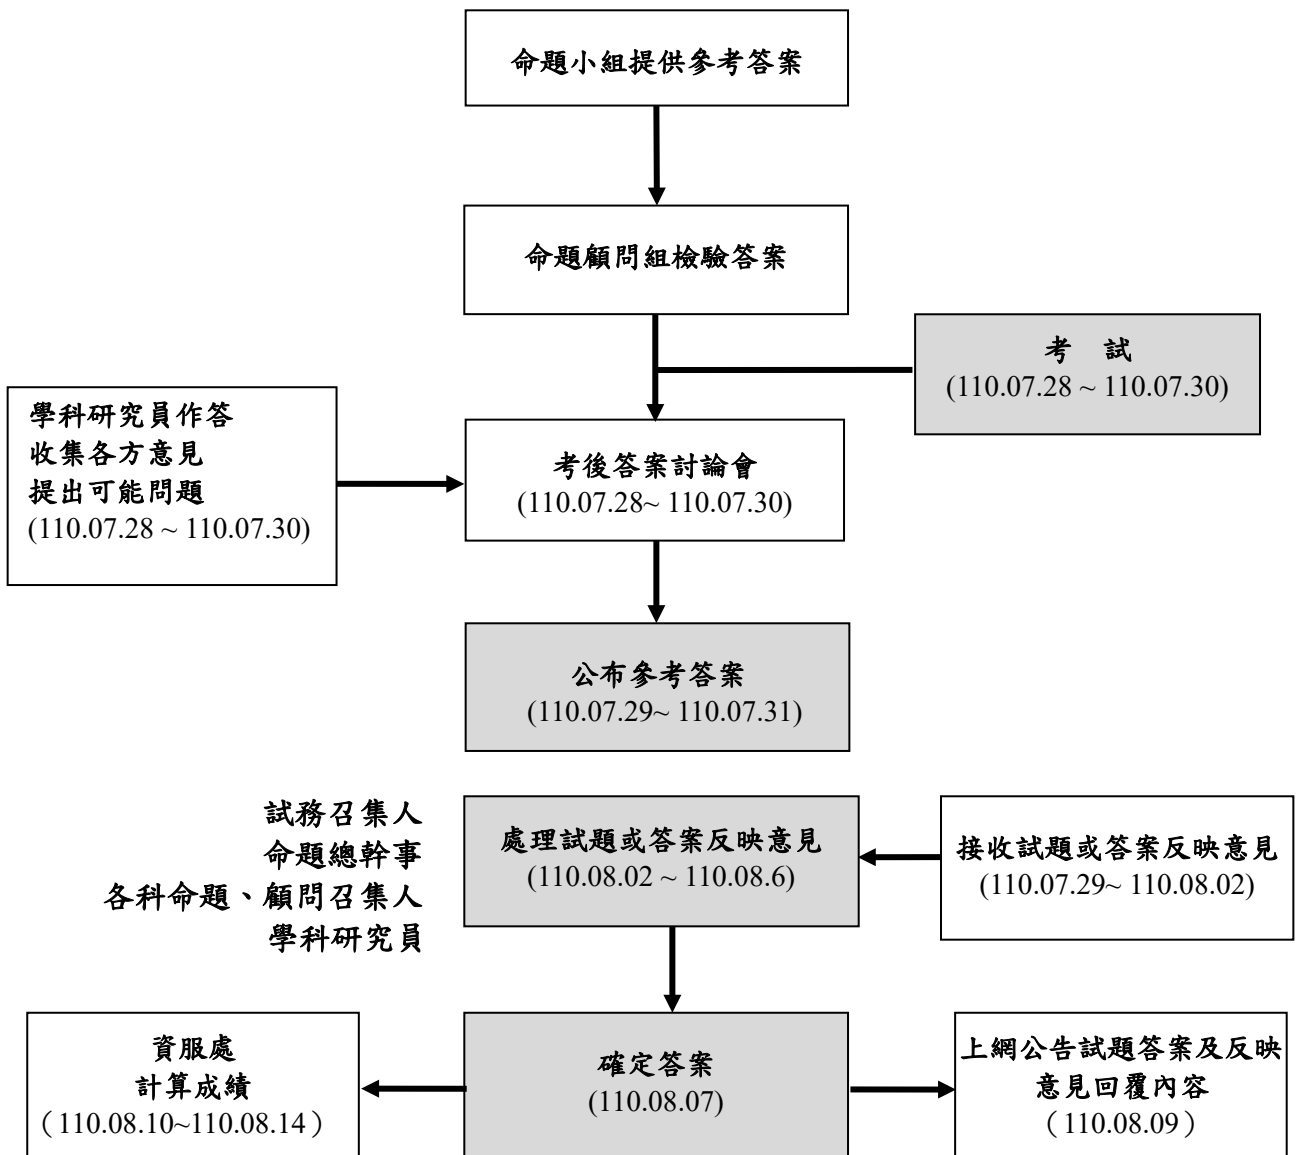 命題小組提供參考答案
命題顧問組檢驗答案
考 試
(110.07.28 ~ 110.07.30)
學科研究員作答
收集各方意見
提出可能問題
(110.07.28 ~ 110.07.30)
考後答案討論會
(110.07.28~ 110.07.30)
公布參考答案
(110.07.29~ 110.07.31)
試務召集人
命題總幹事
各科命題、顧問召集人
學科研究員
處理試題或答案反映意見
(110.08.02 ~ 110.08.6)
接收試題或答案反映意見
(110.07.29~ 110.08.02)
資服處
計算成績
（110.08.10~110.08.14）
確定答案
(110.08.07)
上網公告試題答案及反映
意見回覆內容
（110.08.09）